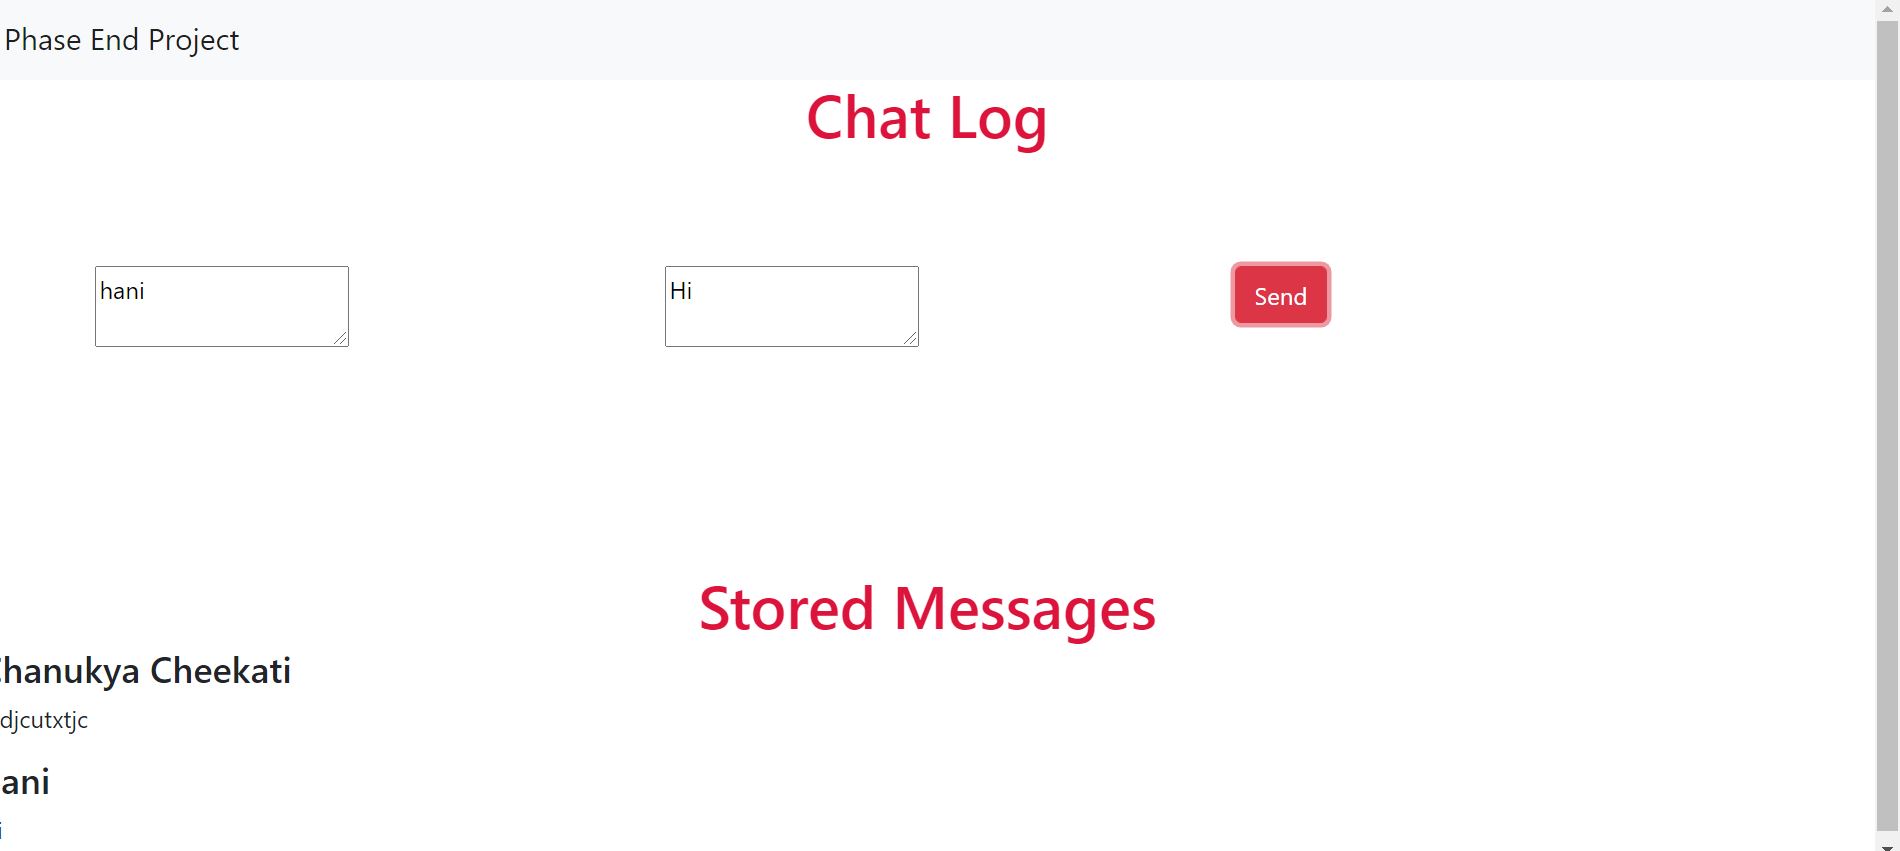 Phase End Project
Chat Log
hani
Hi
Send
Stored Messages
hanukya Cheekati
djcutxtjc
ani
i